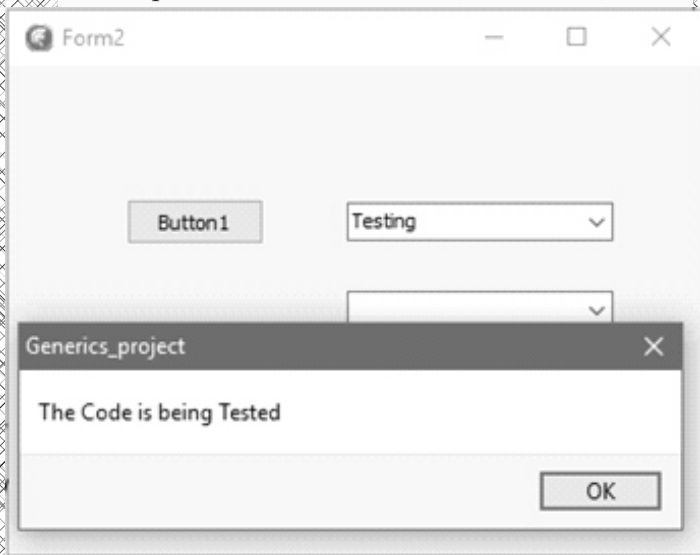 Form2
Button1
Testing
Generics_project
The Code is being Tested
OK